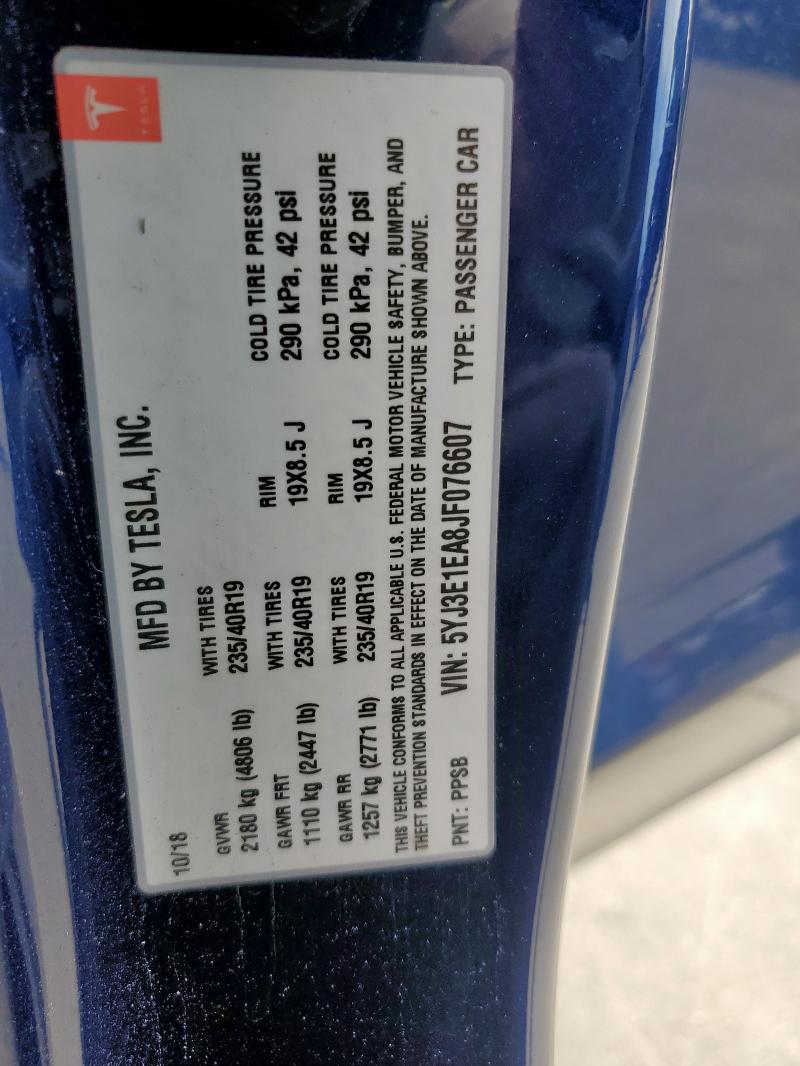 TESLA
MFD BY TESLA, INC.
10/18
GVWR
2180 kg (4806 lb)
WITH TIRES
235/40R19
GAWR FRT
1110 kg (2447 lb)
WITH TIRES
235/40R19
RIM
19X8.5 J
COLD TIRE PRESSURE
290 kPa, 42 psi
GAWR RR
1257 kg (2771 lb)
WITH TIRES
235/40R19
RIM
19X8.5 J
COLD TIRE PRESSURE
290 kPa, 42 psi
THIS VEHICLE CONFORMS TO ALL APPLICABLE U.S. FEDERAL MOTOR VEHICLE SAFETY, BUMPER, AND
THEFT PREVENTION STANDARDS IN EFFECT ON THE DATE OF MANUFACTURE SHOWN ABOVE.
PNT: PPSB VIN: 5YJ3E1EA8JF076607 TYPE: PASSENGER CAR